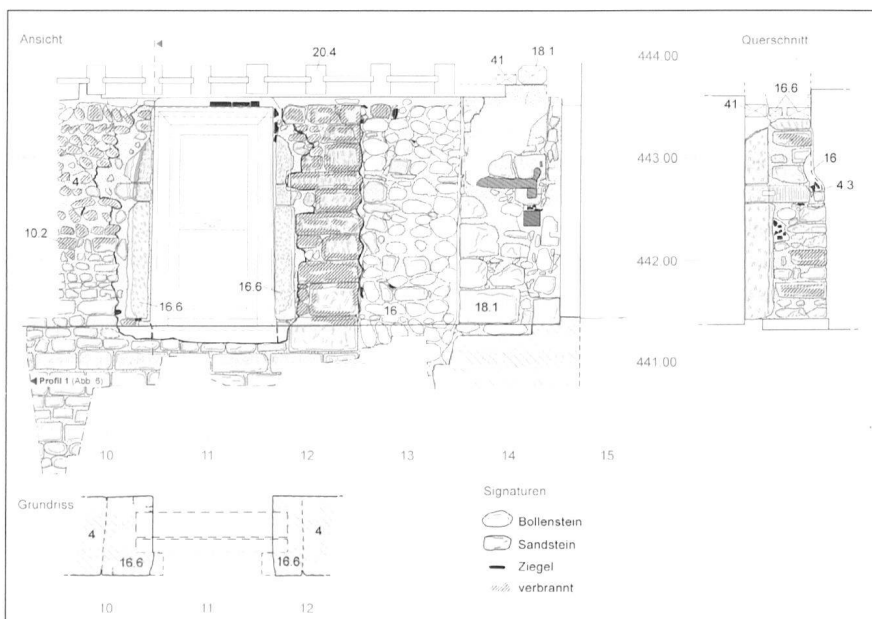 Ansicht
20.4
41
18.1
444 00
Querschnitt
16.6
41
443 00
16
4
4 3
10.2
442 00
16.6
16.6
16
18.1
441 00
Profil 1 (Abb. 6)
10 11 12 13 14 15
Grundriss
Signaturen
4
4
Bollenstein
16.6
16.6
Sandstein
Ziegel
verbrannt
10 11 12